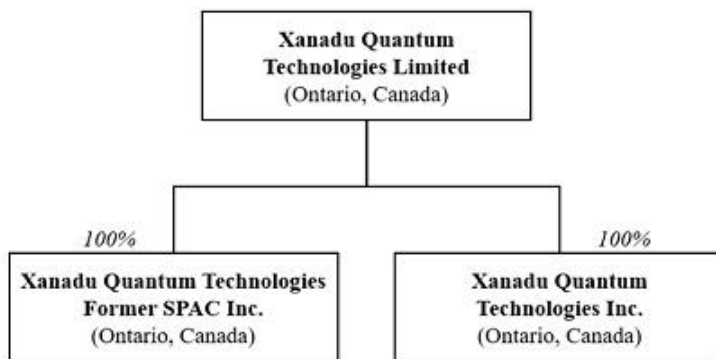 Xanadu Quantum
Technologies Limited
(Ontario, Canada)
100%
100%
Xanadu Quantum Technologies
Former SPAC Inc.
(Ontario, Canada)
Xanadu Quantum
Technologies Inc.
(Ontario, Canada)